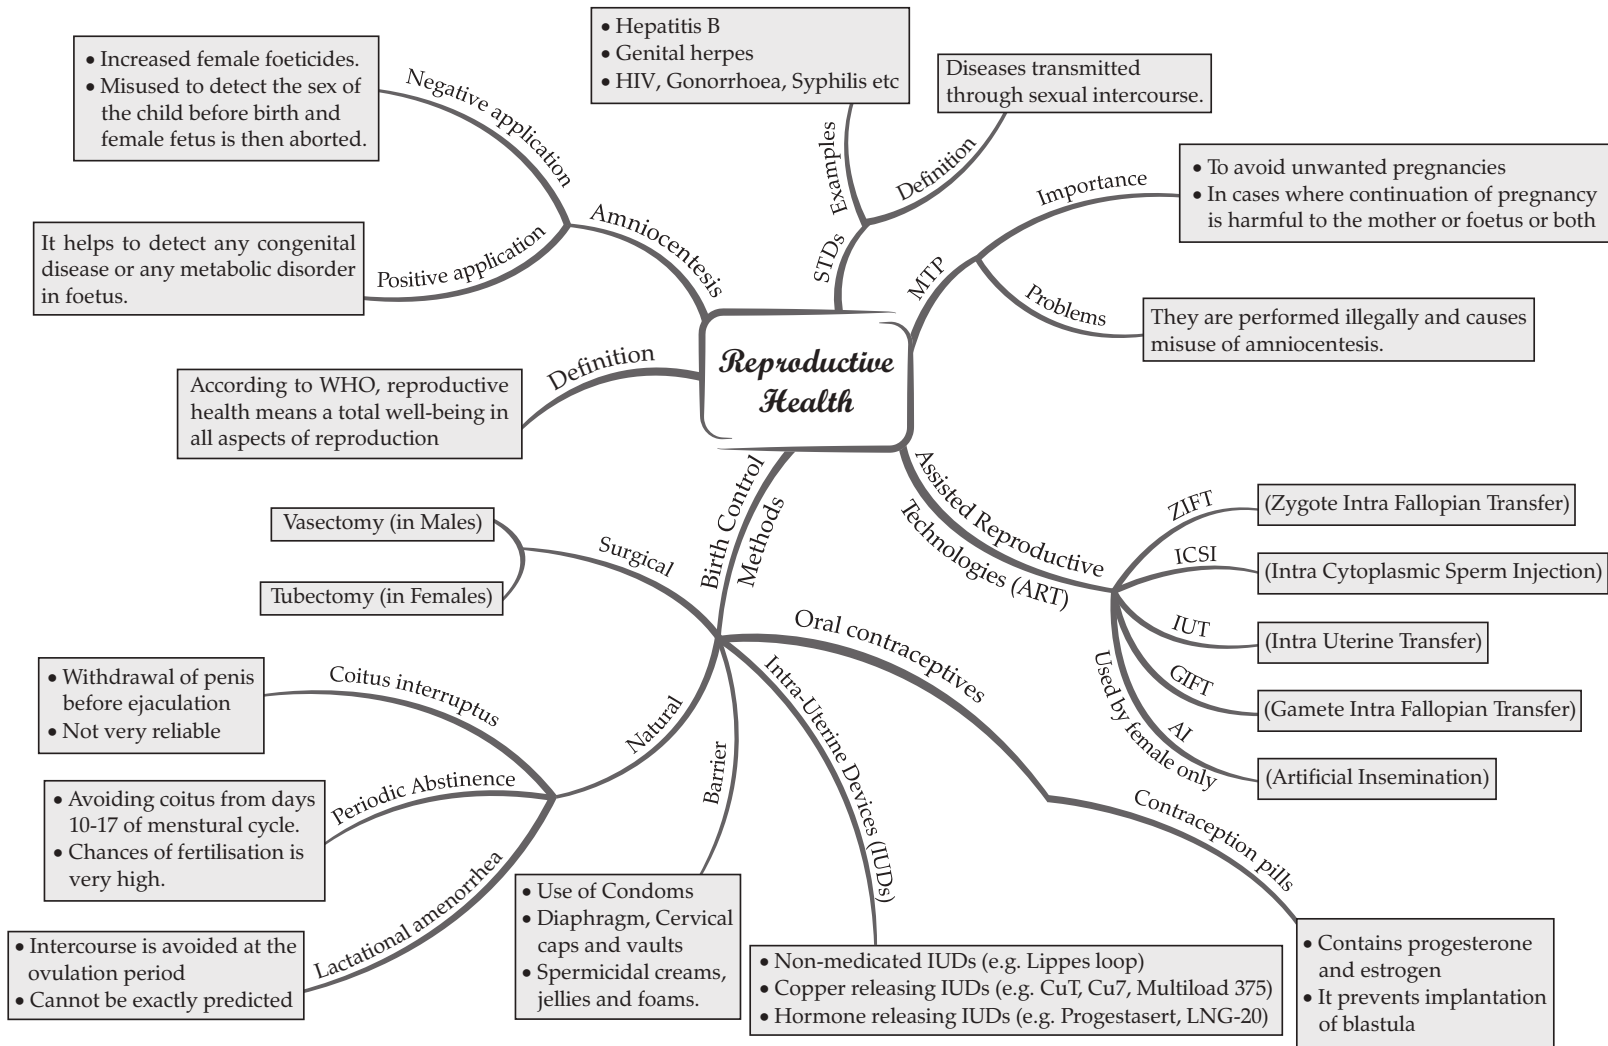 Reproductive
Health
Amniocentesis
Negative application
• Increased female foeticides.
• Misused to detect the sex of
the child before birth and
female fetus is then aborted.
Positive application
It helps to detect any congenital
disease or any metabolic disorder
in foetus.
Definition
According to WHO, reproductive
health means a total well-being in
all aspects of reproduction
STDs
Examples
• Hepatitis B
• Genital herpes
• HIV, Gonorrhoea, Syphilis etc
Definition
Diseases transmitted
through sexual intercourse.
MTP
Importance
• To avoid unwanted pregnancies
• In cases where continuation of pregnancy
is harmful to the mother or foetus or both
Problems
They are performed illegally and causes
misuse of amniocentesis.
Assisted Reproductive
Technologies (ART)
ZIFT
(Zygote Intra Fallopian Transfer)
ICSI
(Intra Cytoplasmic Sperm Injection)
IUT
(Intra Uterine Transfer)
GIFT
(Gamete Intra Fallopian Transfer)
AI
(Artificial Insemination)
Used by female only
Birth Control
Methods
Surgical
Vasectomy (in Males)
Tubectomy (in Females)
Natural
Coitus interruptus
• Withdrawal of penis
before ejaculation
• Not very reliable
Periodic Abstinence
• Avoiding coitus from days
10-17 of menstural cycle.
• Chances of fertilisation is
very high.
Lactational amenorrhea
• Intercourse is avoided at the
ovulation period
• Cannot be exactly predicted
Barrier
• Use of Condoms
• Diaphragm, Cervical
caps and vaults
• Spermicidal creams,
jellies and foams.
Intra-Uterine Devices (IUDs)
• Non-medicated IUDs (e.g. Lippes loop)
• Copper releasing IUDs (e.g. CuT, Cu7, Multiload 375)
• Hormone releasing IUDs (e.g. Progestasert, LNG-20)
Oral contraceptives
Contraception pills
• Contains progesterone
and estrogen
• It prevents implantation
of blastula